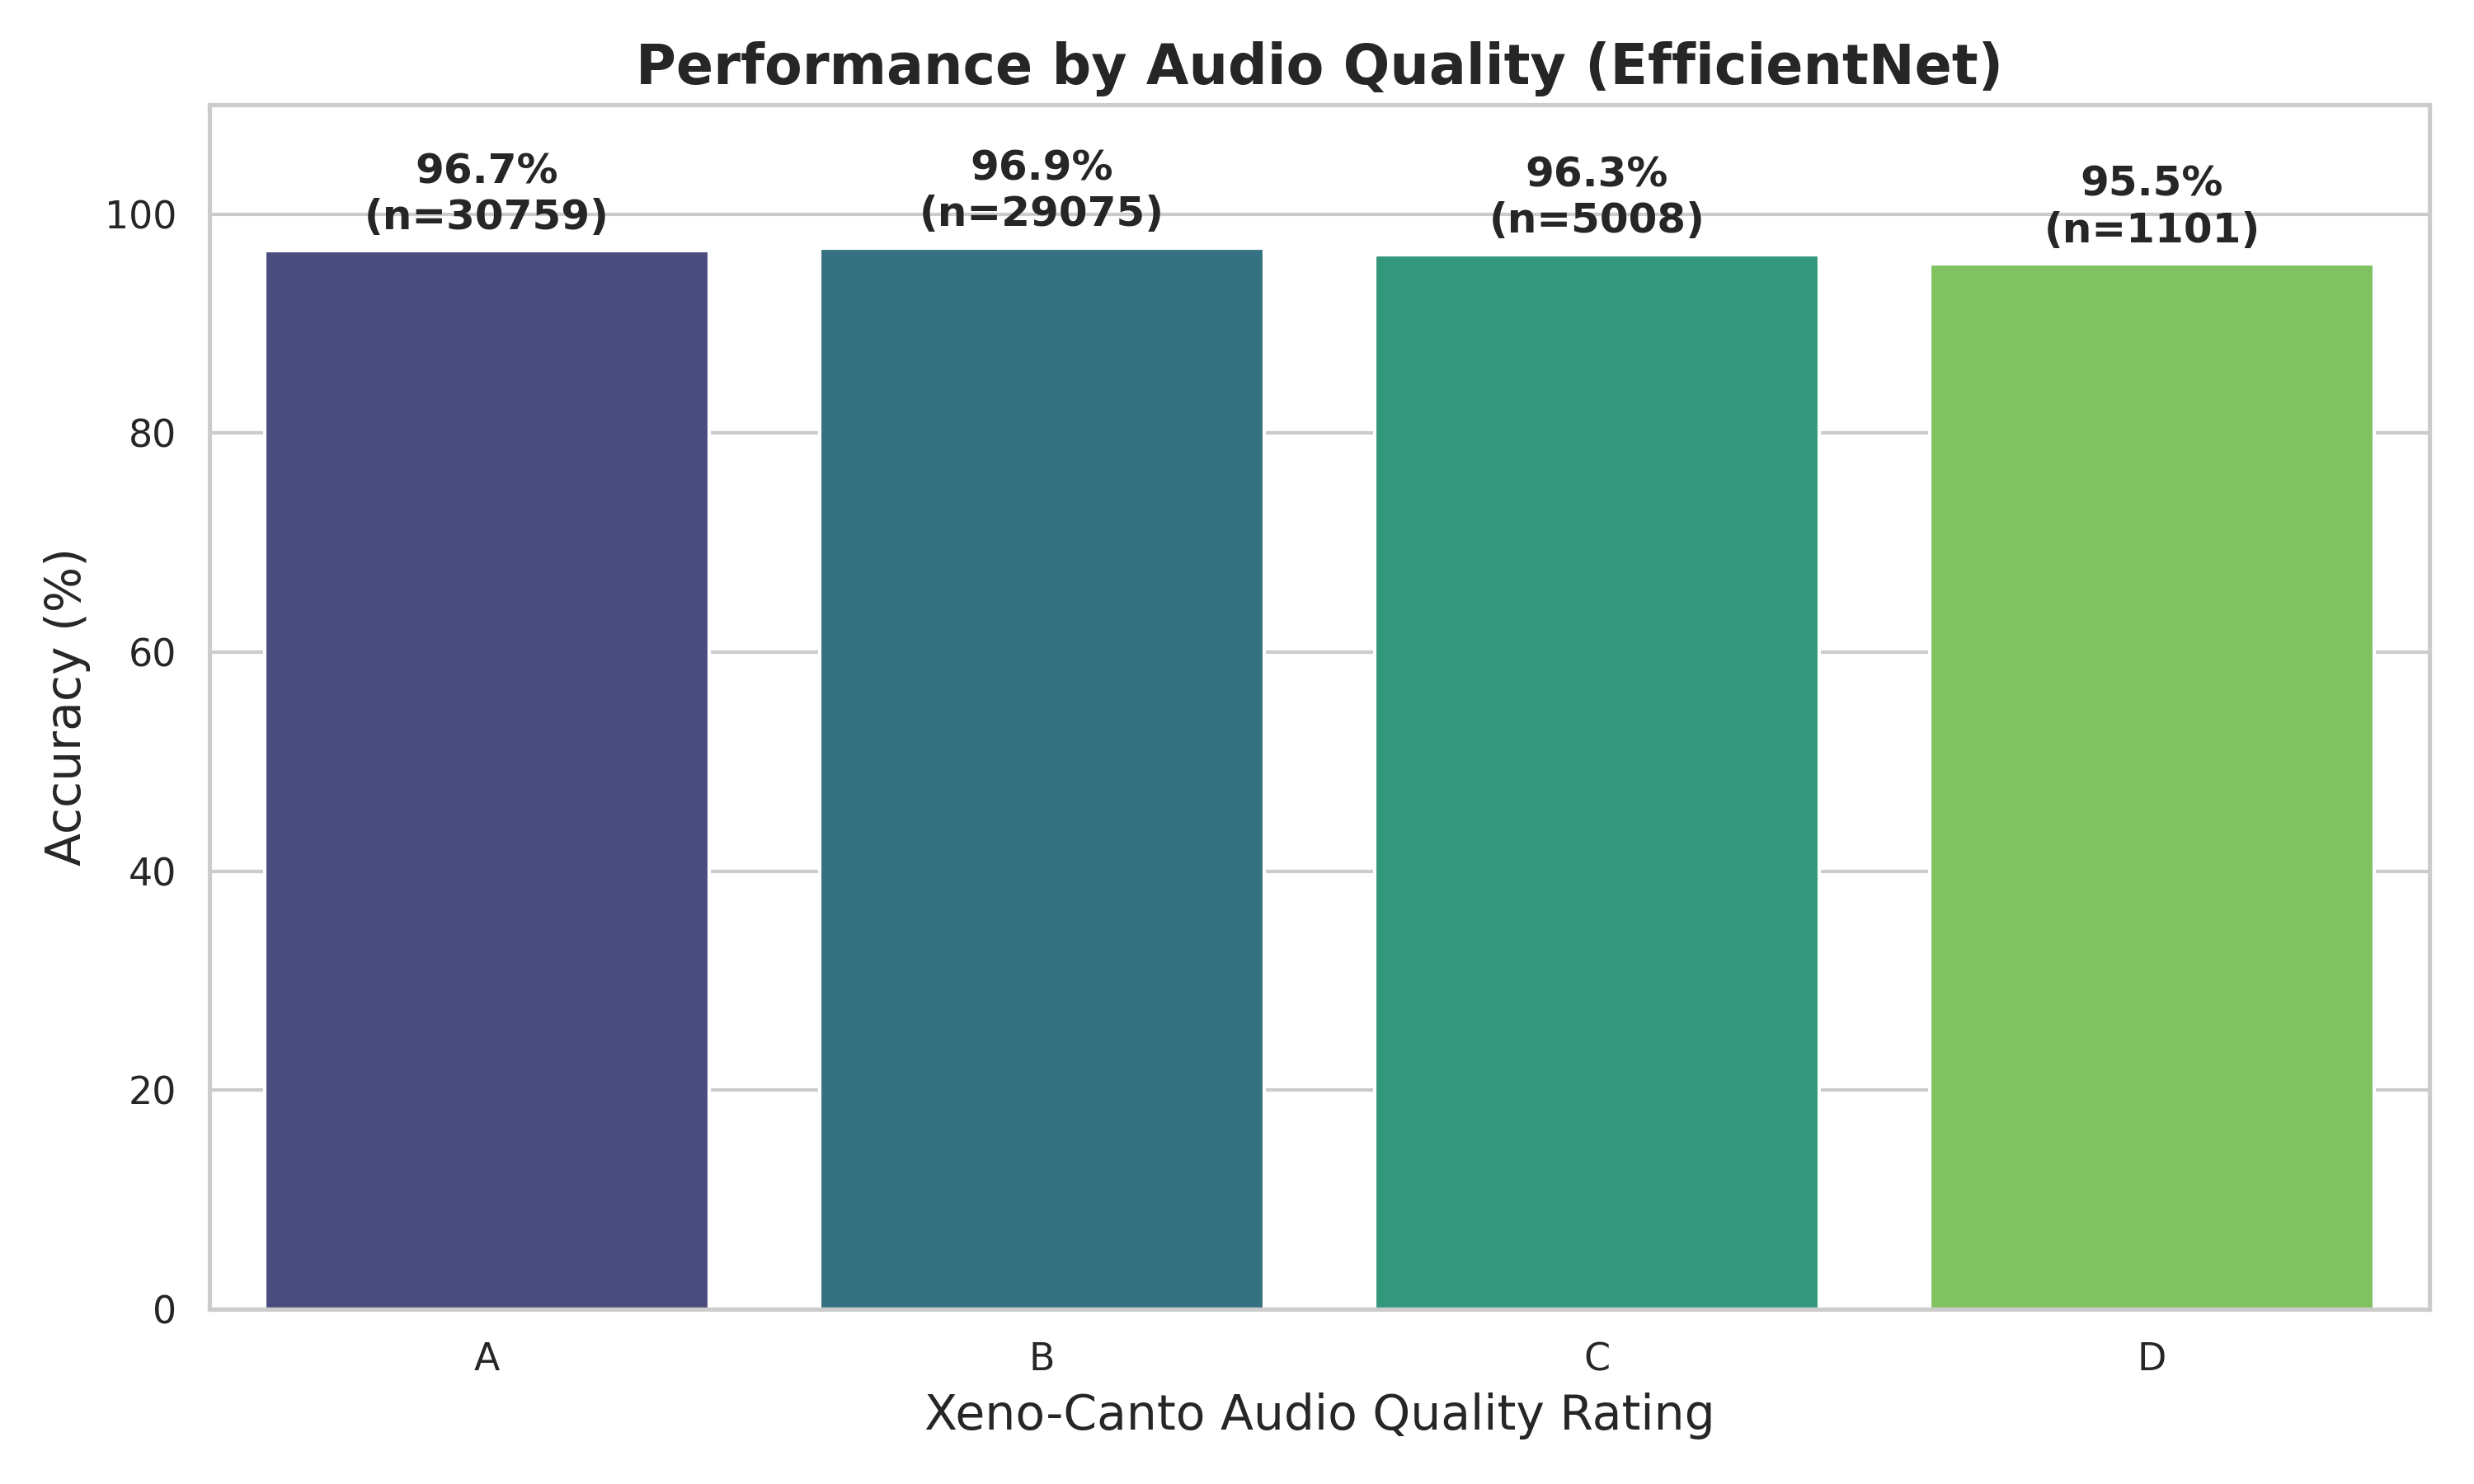 Performance by Audio Quality (EfficientNet)
96.7%
(n=30759)
96.9%
(n=29075)
96.3%
(n=5008)
95.5%
(n=1101)
100
80
60
40
20
0
Accuracy (%)
A
B
C
D
Xeno-Canto Audio Quality Rating